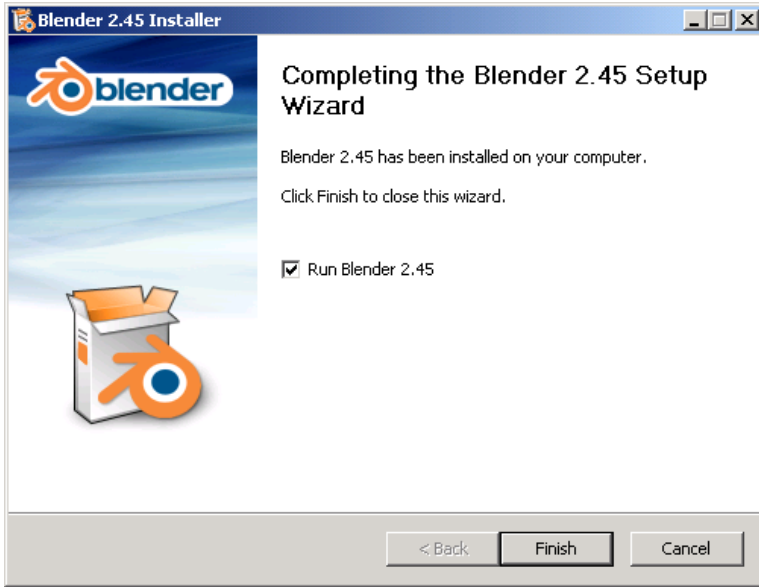 Blender 2.45 Installer
blender
Completing the Blender 2.45 Setup
Wizard
Blender 2.45 has been installed on your computer.
Click Finish to close this wizard.
Run Blender 2.45
< Back
Finish
Cancel